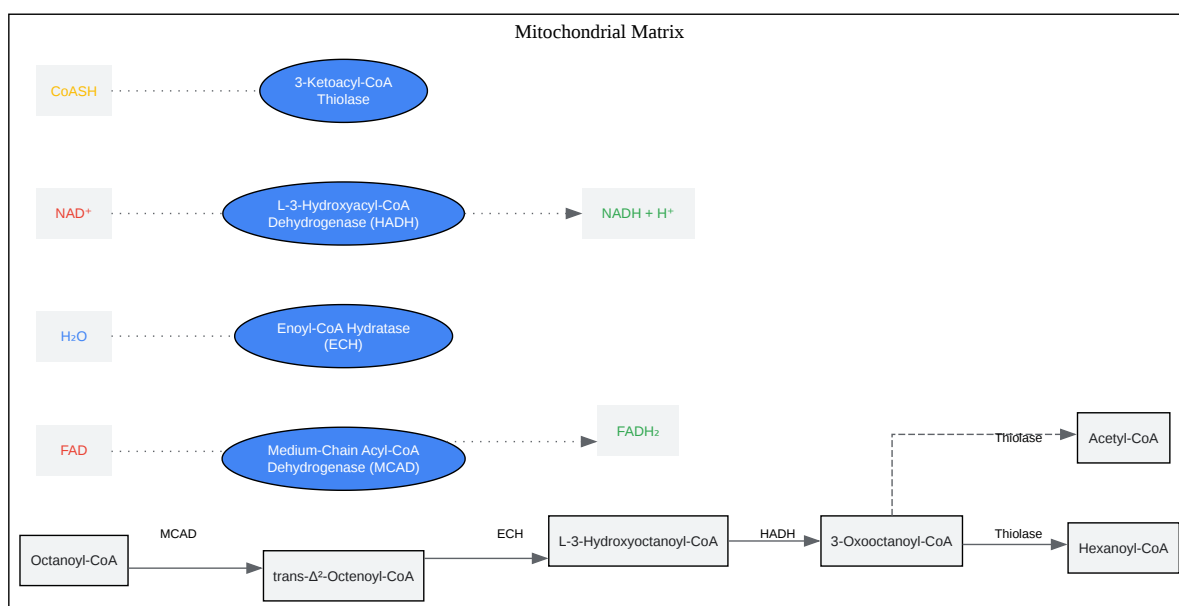 Mitochondrial Matrix
CoASH
3-Ketoacyl-CoA
Thiolase
NAD⁺
L-3-Hydroxyacyl-CoA
Dehydrogenase (HADH)
NADH + H⁺
H₂O
Enoyl-CoA Hydratase
(ECH)
FAD
Medium-Chain Acyl-CoA
Dehydrogenase (MCAD)
FADH₂
Thiolase
Acetyl-CoA
Octanoyl-CoA
MCAD
trans-Δ²-Octenoyl-CoA
ECH
L-3-Hydroxyoctanoyl-CoA
HADH
3-Oxooctanoyl-CoA
Thiolase
Hexanoyl-CoA